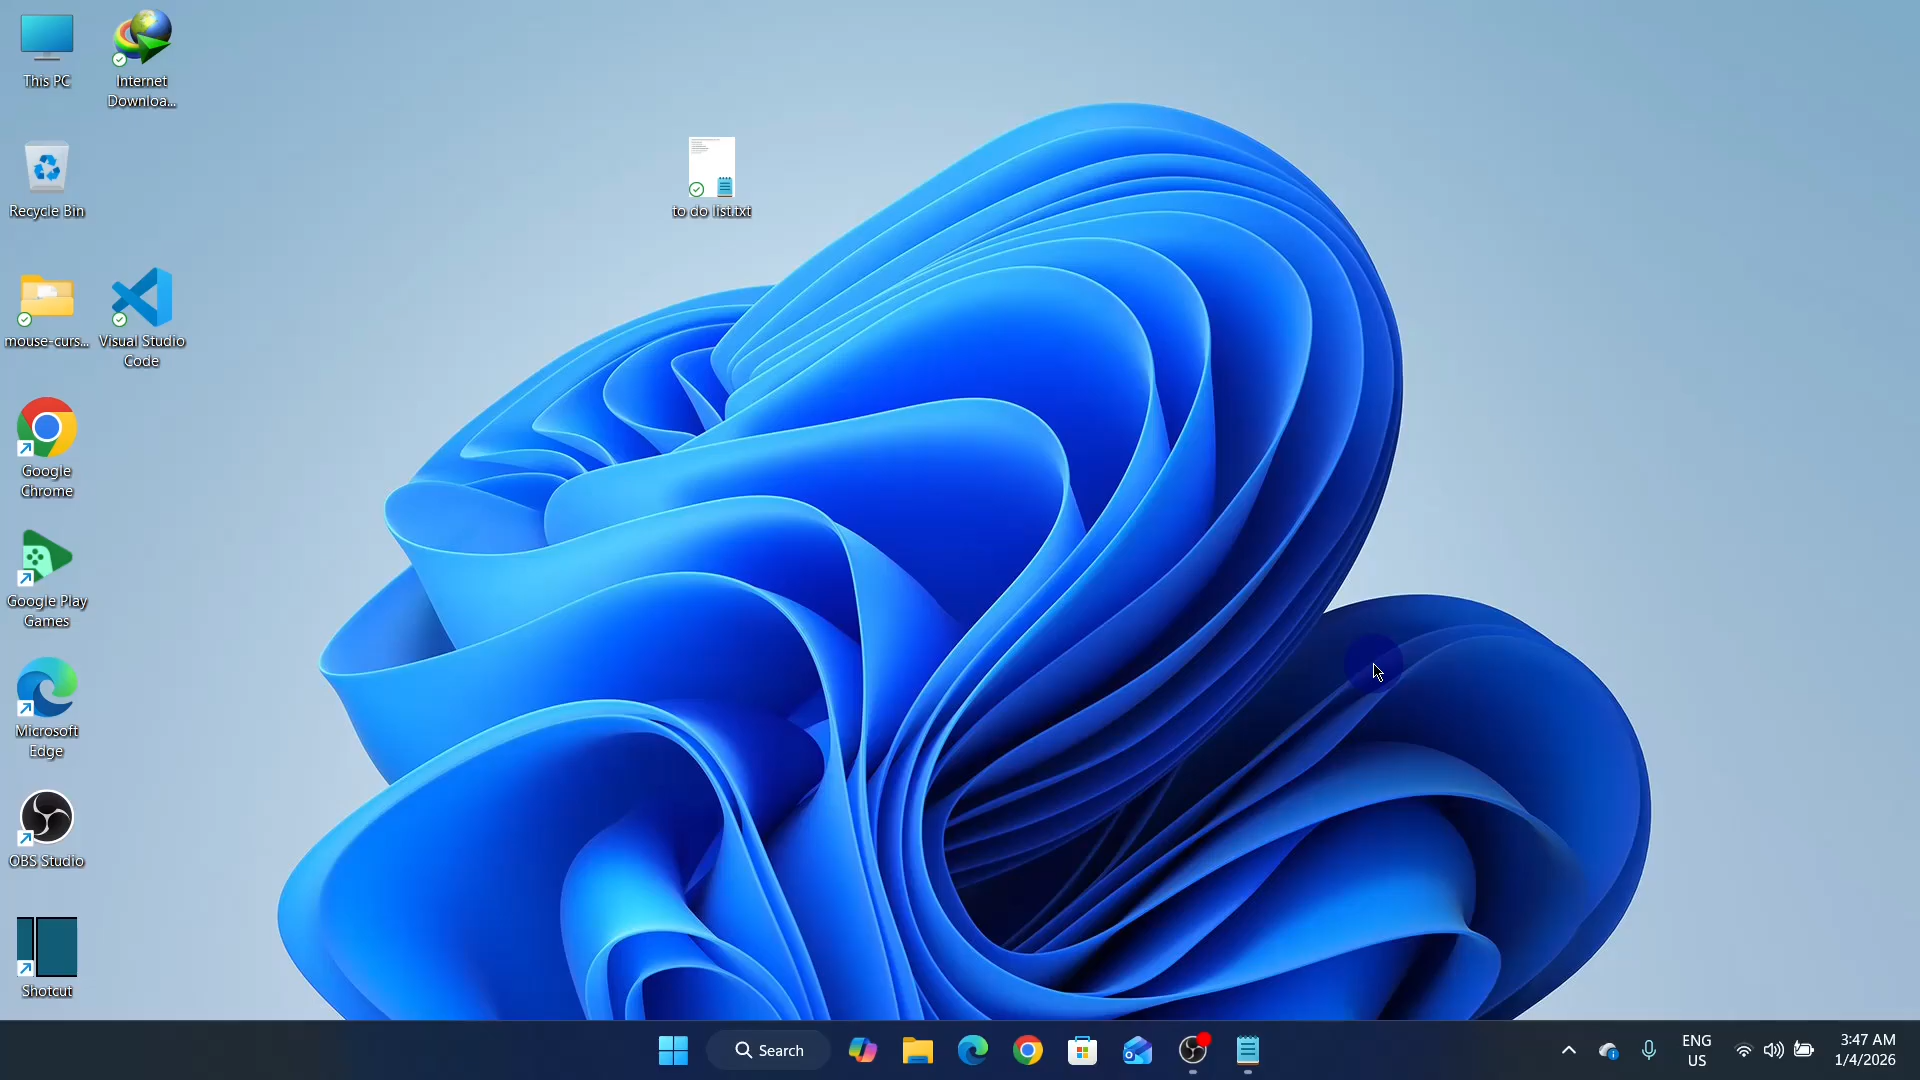 This PC
Internet
Downloa...
Recycle Bin
to do list.txt
mouse-curs...
Visual Studio
Code
Google
Chrome
Google Play
Games
Microsoft
Edge
OBS Studio
Shotcut
Search
ENG
US
3:47 AM
1/4/2026